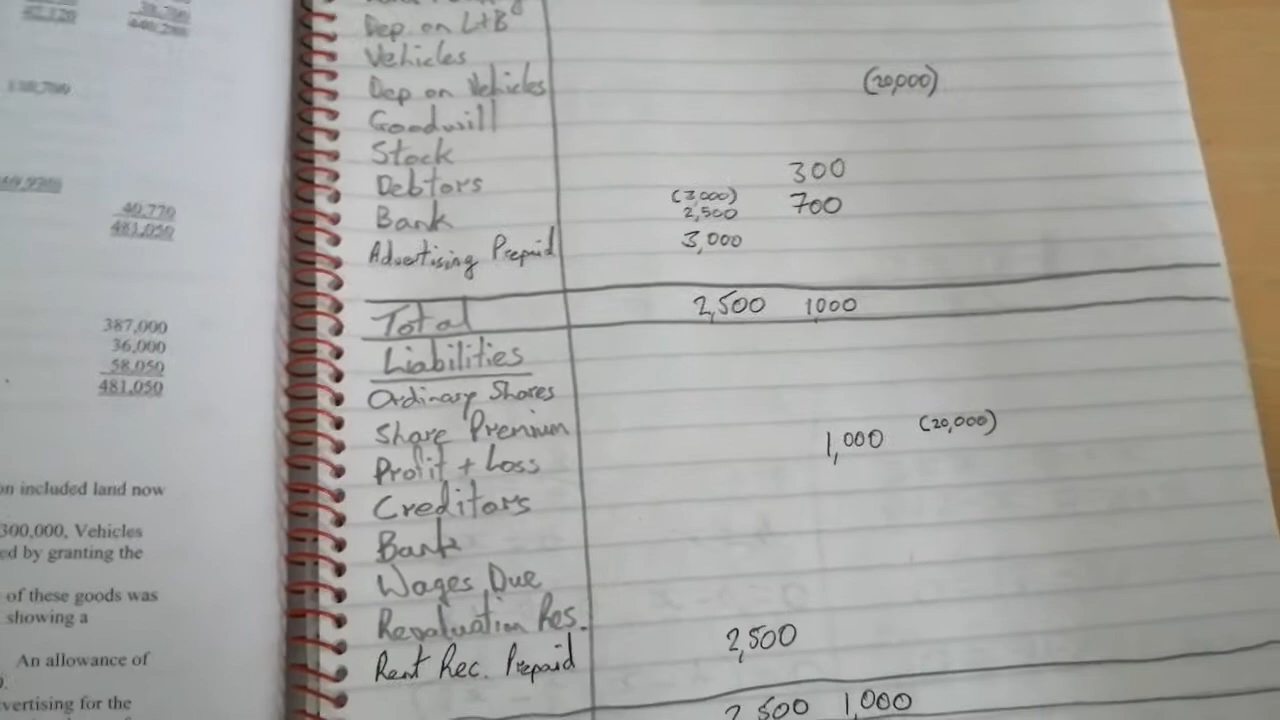 Dep. on L+B
Vehicles
Dep on Vehicles (20,000)
Goodwill
Stock
Debtors 300
Bank (3,000) 2,500 700
Advertising Prepaid 3,000
Total 2,500 1000
Liabilities
Ordinary Shares
Share Premium
Profit + Loss 1,000 (20,000)
Creditors
Bank
Wages Due
Revaluation Res.
Rent Rec. Prepaid 2,500
2,500 1,000
40,770
481,050
387,000
36,000
58,050
481,050
on included land now
300,000, Vehicles
ed by granting the
of these goods was
showing a
An allowance of
vertising for the